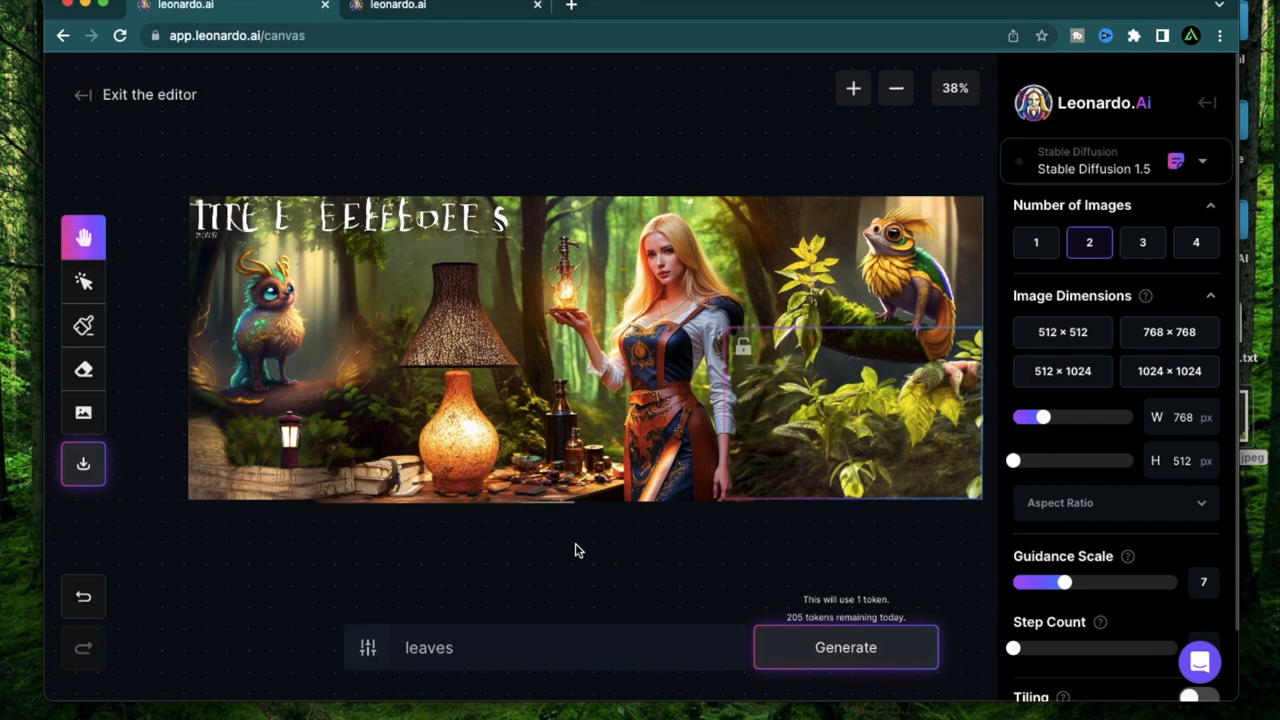 leonardo.ai
leonardo.ai
app.leonardo.ai/canvas
Exit the editor
38%
Leonardo.Ai
Stable Diffusion
Stable Diffusion 1.5
Number of Images
1 2 3 4
Image Dimensions
512 × 512 768 × 768
512 × 1024 1024 × 1024
W 768 px
H 512 px
Aspect Ratio
Guidance Scale
7
Step Count
Tiling
This will use 1 token.
205 tokens remaining today.
leaves
Generate
.txt
jpeg